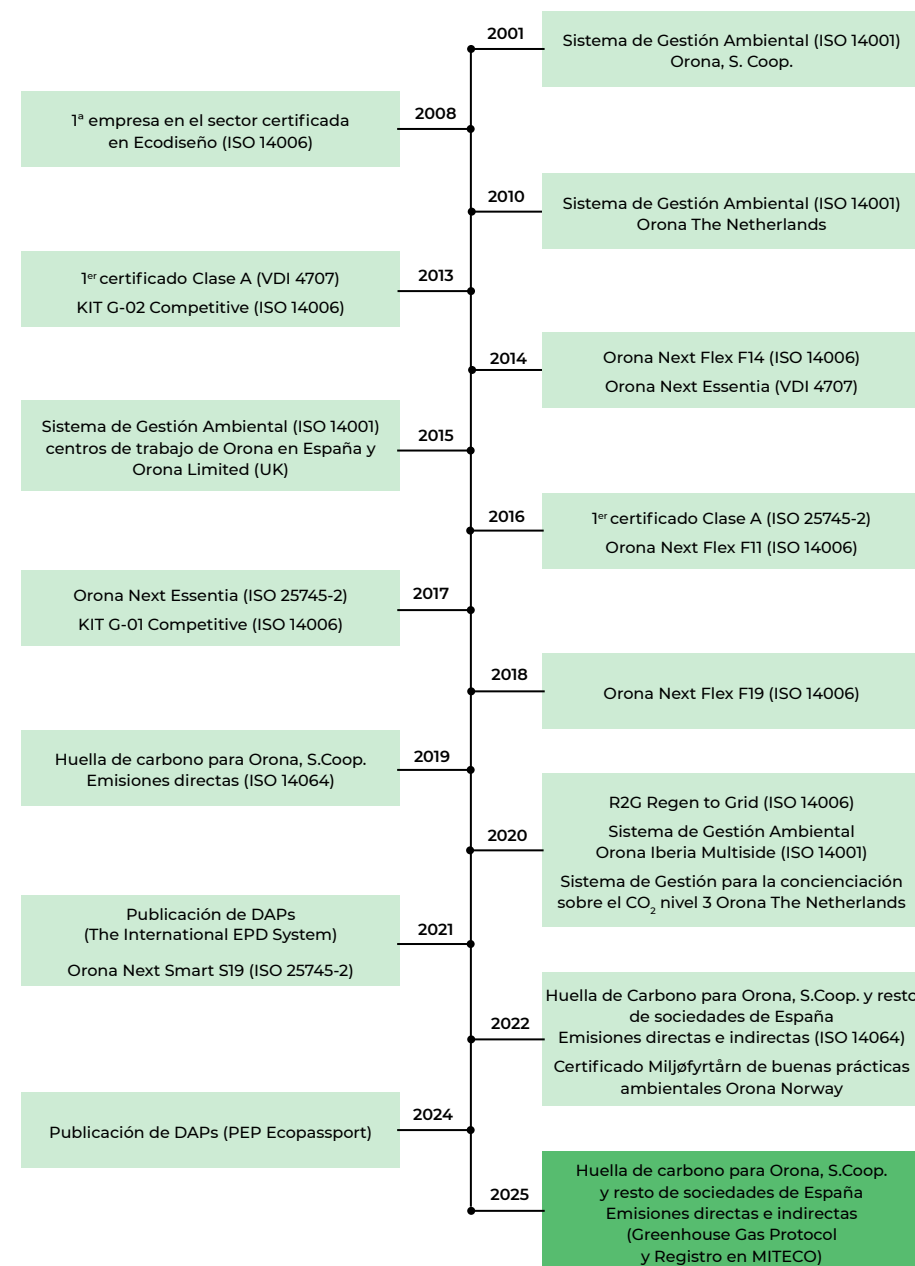 2001
Sistema de Gestión Ambiental (ISO 14001)
Orona, S. Coop.
2008
1ª empresa en el sector certificada
en Ecodiseño (ISO 14006)
2010
Sistema de Gestión Ambiental (ISO 14001)
Orona The Netherlands
2013
1er certificado Clase A (VDI 4707)
KIT G-02 Competitive (ISO 14006)
2014
Orona Next Flex F14 (ISO 14006)
Orona Next Essentia (VDI 4707)
2015
Sistema de Gestión Ambiental (ISO 14001)
centros de trabajo de Orona en España y
Orona Limited (UK)
2016
1er certificado Clase A (ISO 25745-2)
Orona Next Flex F11 (ISO 14006)
2017
Orona Next Essentia (ISO 25745-2)
KIT G-01 Competitive (ISO 14006)
2018
Orona Next Flex F19 (ISO 14006)
2019
Huella de carbono para Orona, S.Coop.
Emisiones directas (ISO 14064)
2020
R2G Regen to Grid (ISO 14006)
Sistema de Gestión Ambiental
Orona Iberia Multiside (ISO 14001)
Sistema de Gestión para la concienciación
sobre el CO₂ nivel 3 Orona The Netherlands
2021
Publicación de DAPs
(The International EPD System)
Orona Next Smart S19 (ISO 25745-2)
2022
Huella de Carbono para Orona, S.Coop. y resto
de sociedades de España
Emisiones directas e indirectas (ISO 14064)
Certificado Miljøfyrtårn de buenas prácticas
ambientales Orona Norway
2024
Publicación de DAPs (PEP Ecopassport)
2025
Huella de carbono para Orona, S.Coop.
y resto de sociedades de España
Emisiones directas e indirectas
(Greenhouse Gas Protocol
y Registro en MITECO)